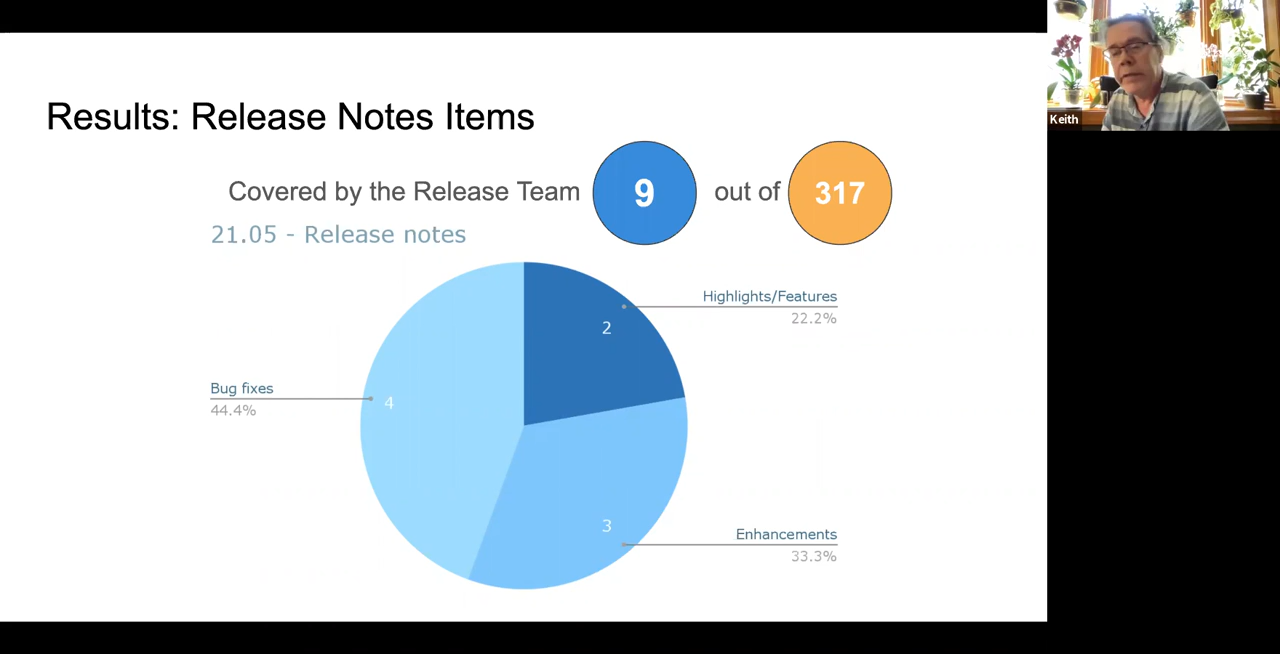 Results: Release Notes Items
Covered by the Release Team 9 out of 317
21.05 - Release notes
Highlights/Features
22.2%
2
Bug fixes
44.4%
4
3
Enhancements
33.3%
Keith